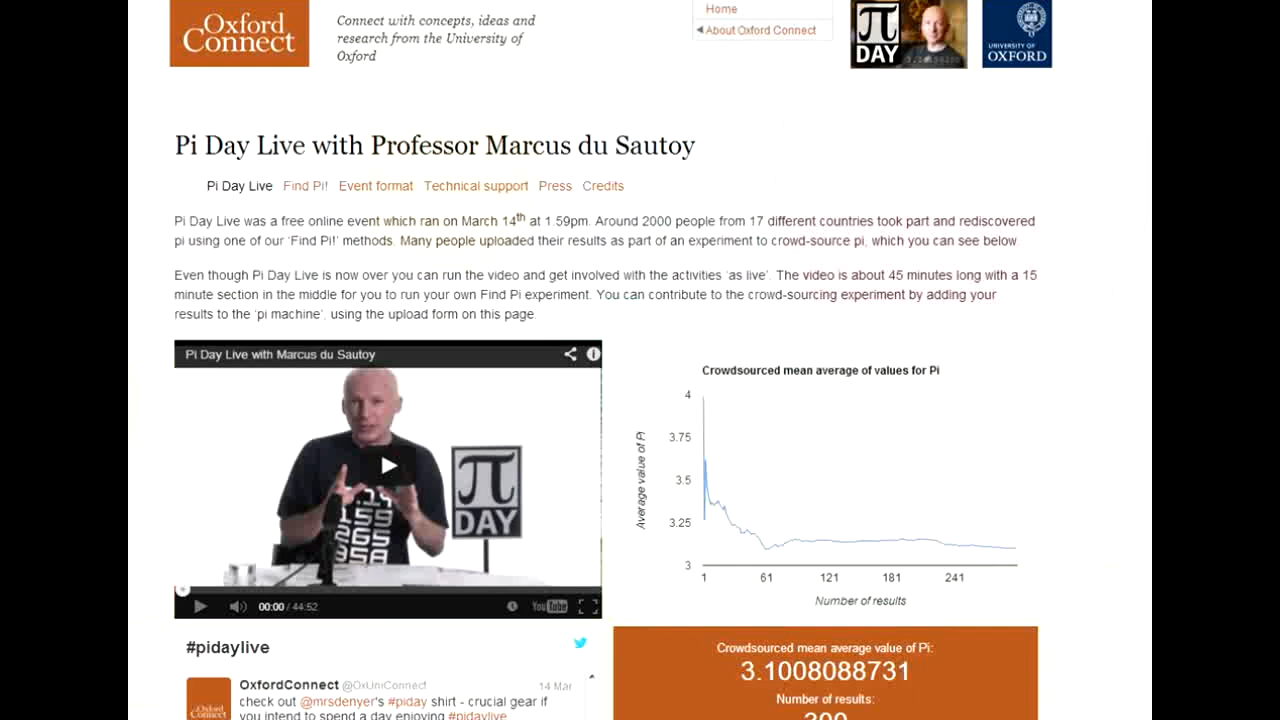 Oxford
Connect
Connect with concepts, ideas and
research from the University of
Oxford
Home
About Oxford Connect
π
DAY
UNIVERSITY OF
OXFORD
Pi Day Live with Professor Marcus du Sautoy
Pi Day Live Find Pi! Event format Technical support Press Credits
Pi Day Live was a free online event which ran on March 14th at 1.59pm. Around 2000 people from 17 different countries took part and rediscovered
pi using one of our 'Find Pi!' methods. Many people uploaded their results as part of an experiment to crowd-source pi, which you can see below.
Even though Pi Day Live is now over you can run the video and get involved with the activities 'as live'. The video is about 45 minutes long with a 15
minute section in the middle for you to run your own Find Pi experiment. You can contribute to the crowd-sourcing experiment by adding your
results to the 'pi machine', using the upload form on this page.
Pi Day Live with Marcus du Sautoy
π
DAY
00:00 / 44:52
YouTube
Crowdsourced mean average of values for Pi
Average value of Pi
4
3.75
3.5
3.25
3
1 61 121 181 241
Number of results
#pidaylive
OxfordConnect @OxUniConnect 14 Mar
check out @mrsdenyer's #piday shirt - crucial gear if
you intend to spend a day enjoying #pidaylive
Oxford
Connect
Crowdsourced mean average value of Pi:
3.1008088731
Number of results:
300